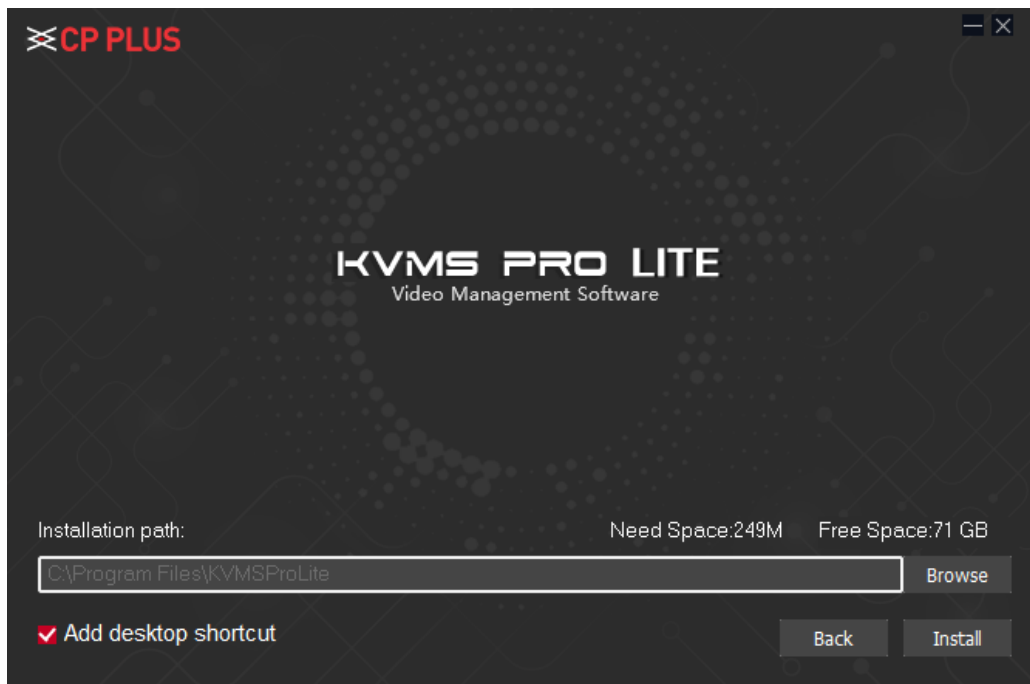 CP PLUS
KVMS PRO LITE
Video Management Software
Installation path: Need Space:249M Free Space:71 GB
C:\Program Files\KVMSProLite Browse
Add desktop shortcut Back Install